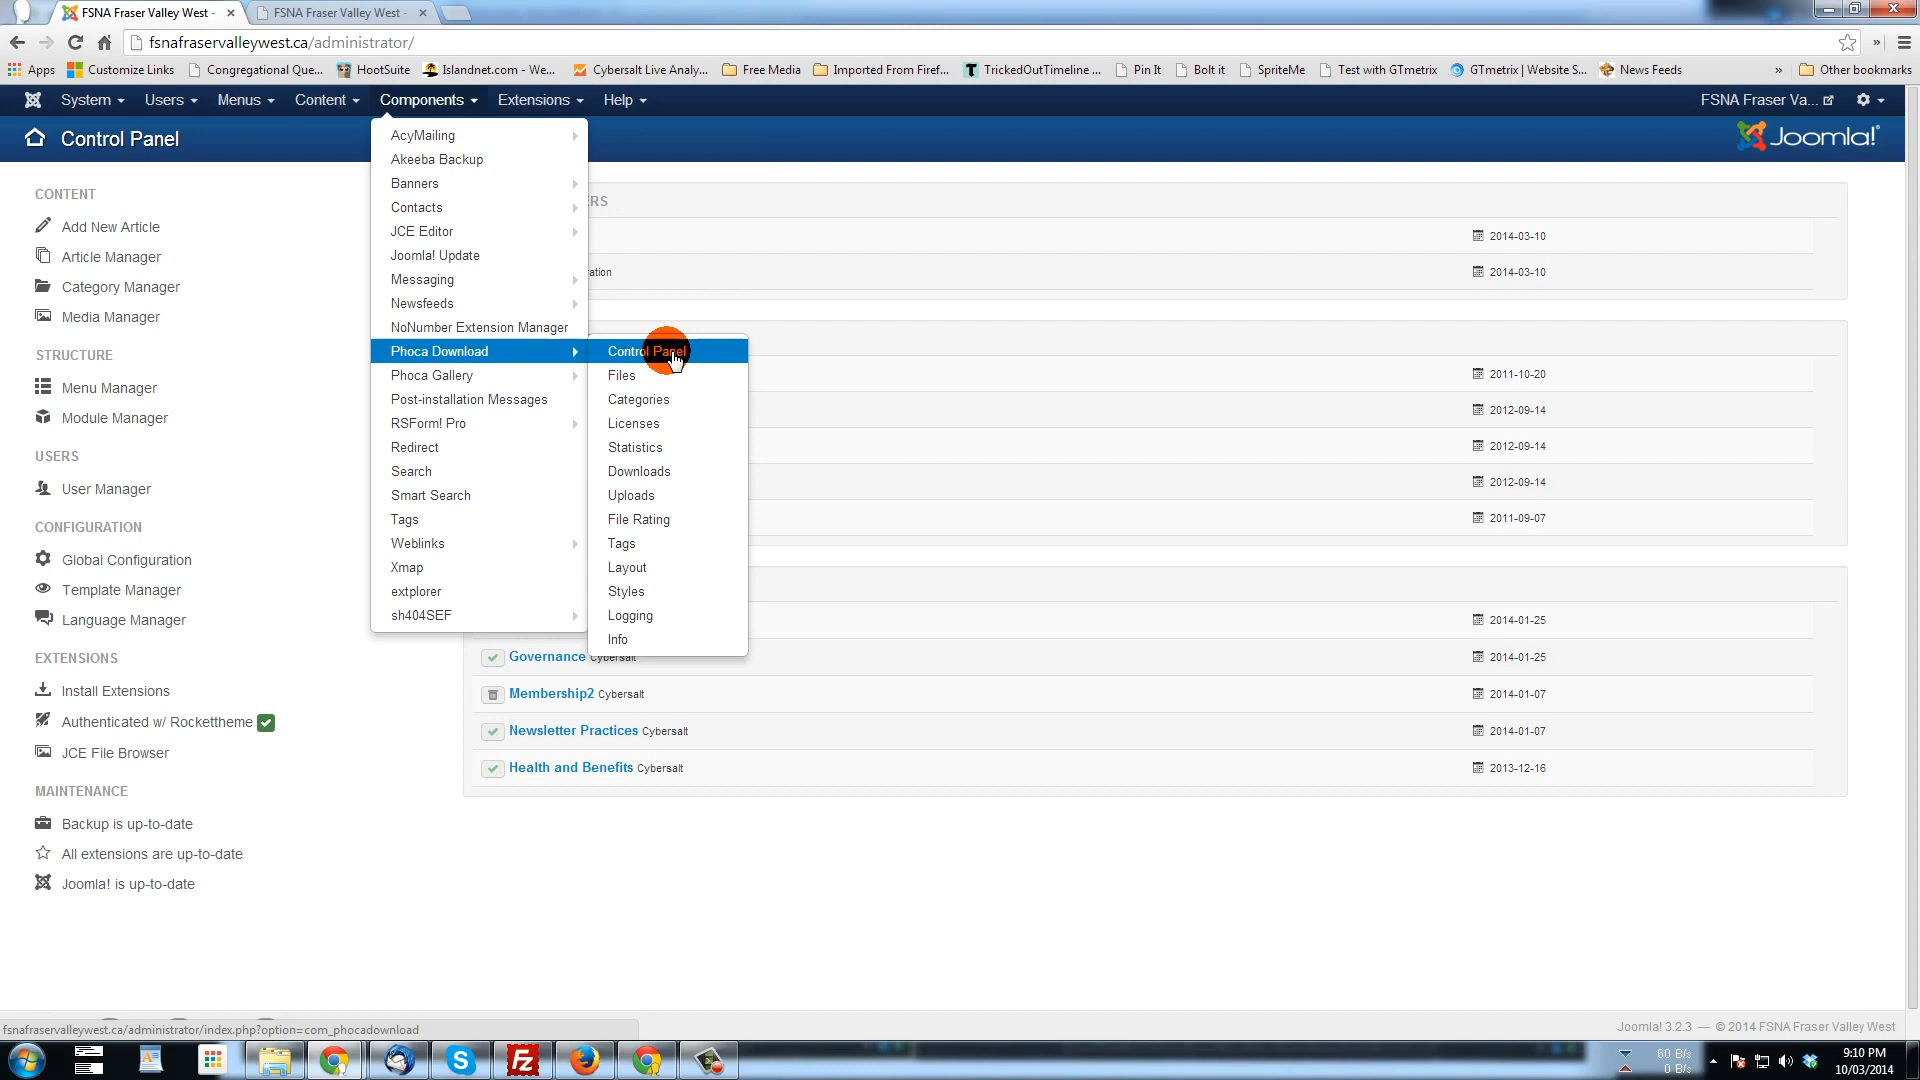 FSNA Fraser Valley West -
FSNA Fraser Valley West -
fsnafraservalleywest.ca/administrator/
Apps Customize Links Congregational Que... HootSuite Islandnet.com - We... Cybersalt Live Analy... Free Media Imported From Firef... TrickedOutTimeline ... Pin It Bolt it SpriteMe Test with GTmetrix GTmetrix | Website S... News Feeds » Other bookmarks
System Users Menus Content Components Extensions Help FSNA Fraser Va...
Control Panel
Joomla!
CONTENT
Add New Article
Article Manager
Category Manager
Media Manager
STRUCTURE
Menu Manager
Module Manager
USERS
User Manager
CONFIGURATION
Global Configuration
Template Manager
Language Manager
EXTENSIONS
Install Extensions
Authenticated w/ Rockettheme
JCE File Browser
MAINTENANCE
Backup is up-to-date
All extensions are up-to-date
Joomla! is up-to-date
AcyMailing
Akeeba Backup
Banners
Contacts
JCE Editor
Joomla! Update
Messaging
Newsfeeds
NoNumber Extension Manager
Phoca Download
Phoca Gallery
Post-installation Messages
RSForm! Pro
Redirect
Search
Smart Search
Tags
Weblinks
Xmap
extplorer
sh404SEF
Control Panel
Files
Categories
Licenses
Statistics
Downloads
Uploads
File Rating
Tags
Layout
Styles
Logging
Info
RS
2014-03-10
ration 2014-03-10
2011-10-20
2012-09-14
2012-09-14
2012-09-14
2011-09-07
2014-01-25
Governance Cybersalt 2014-01-25
Membership2 Cybersalt 2014-01-07
Newsletter Practices Cybersalt 2014-01-07
Health and Benefits Cybersalt 2013-12-16
fsnafraservalleywest.ca/administrator/index.php?option=com_phocadownload
Joomla! 3.2.3 — © 2014 FSNA Fraser Valley West
60 B/s
0 B/s
9:10 PM
10/03/2014